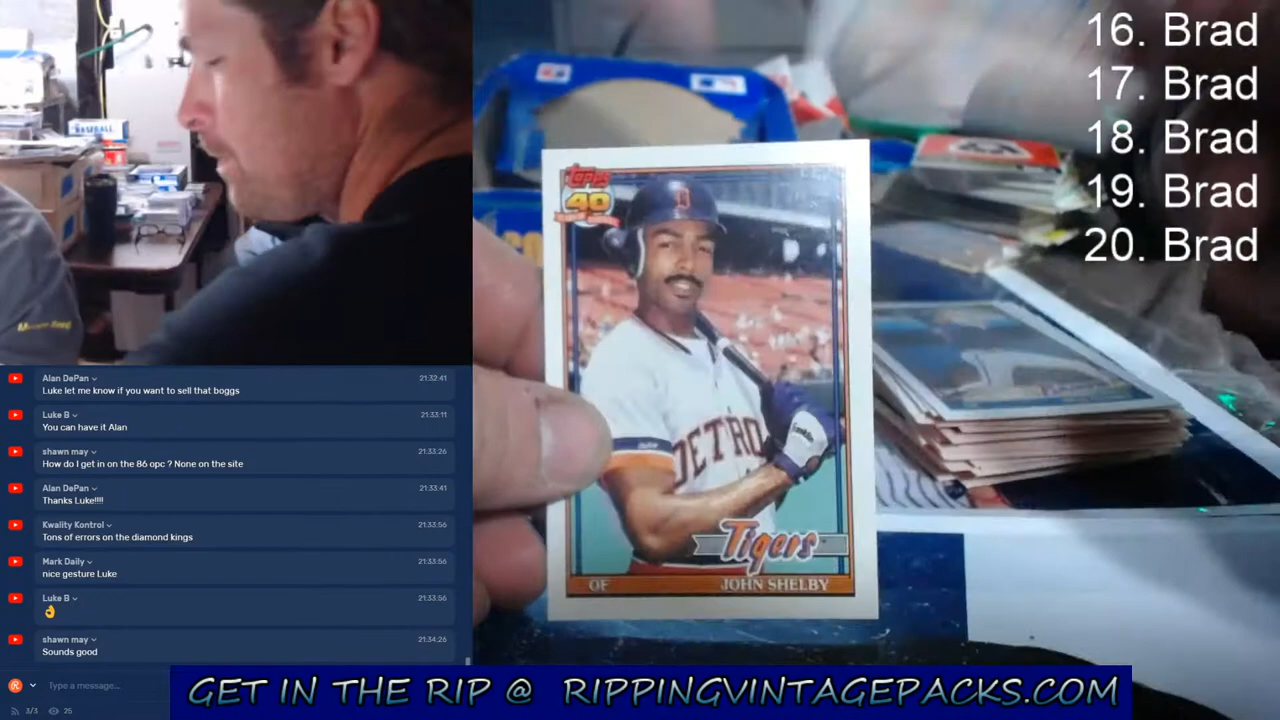 16. Brad
17. Brad
18. Brad
19. Brad
20. Brad
BASEBALL
topps
40
D
DETRO
Tigers
OF JOHN SHELBY
Alan DePan 21:32:41
Luke let me know if you want to sell that boggs
Luke B 21:33:11
You can have it Alan
shawn may 21:33:26
How do I get in on the 86 opc ? None on the site
Alan DePan 21:33:41
Thanks Luke!!!!
Kwality Kontrol 21:33:56
Tons of errors on the diamond kings
Mark Daily 21:33:56
nice gesture Luke
Luke B 21:33:56
👌
shawn may 21:34:26
Sounds good
Type a message...
3/3 25
GET IN THE RIP @ RIPPINGVINTAGEPACKS.COM